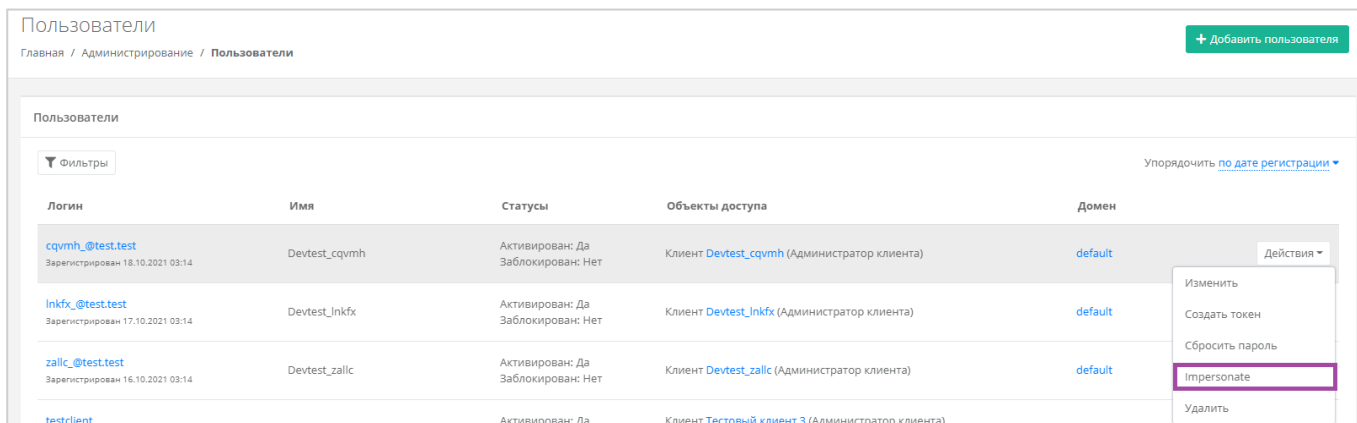 Пользователи
Главная / Администрирование / Пользователи
+ Добавить пользователя
Пользователи
Фильтры
Упорядочить по дате регистрации
Логин Имя Статусы Объекты доступа Домен
cqvmh_@test.test
Зарегистрирован 18.10.2021 03:14
Devtest_cqvmh
Активирован: Да
Заблокирован: Нет
Клиент Devtest_cqvmh (Администратор клиента)
default
Действия
Изменить
Создать токен
Сбросить пароль
Impersonate
Удалить
lnkfx_@test.test
Зарегистрирован 17.10.2021 03:14
Devtest_lnkfx
Активирован: Да
Заблокирован: Нет
Клиент Devtest_lnkfx (Администратор клиента)
default
zallc_@test.test
Зарегистрирован 16.10.2021 03:14
Devtest_zallc
Активирован: Да
Заблокирован: Нет
Клиент Devtest_zallc (Администратор клиента)
default
testclient
Активирован: Да
Клиент Тестовый клиент 3 (Администратор клиента)